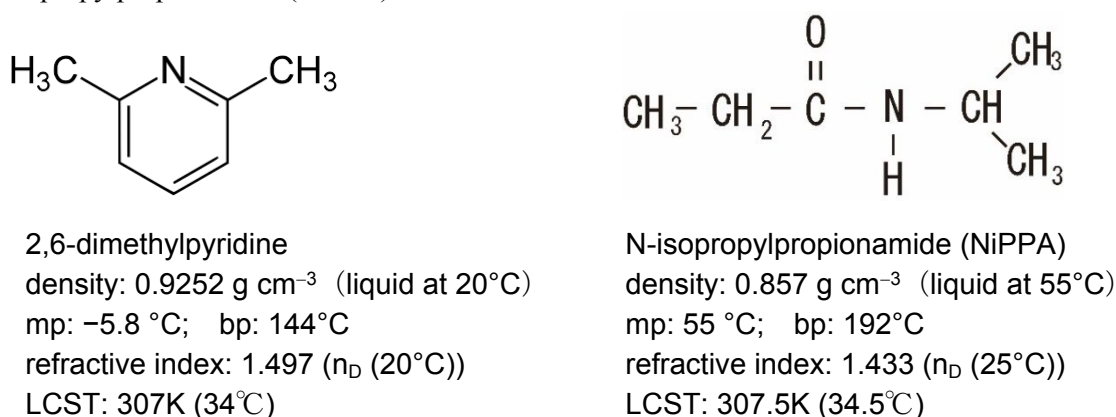 H₃C N CH₃
O
CH₃
CH₃ – CH₂ – C – N – CH
H
CH₃
2,6-dimethylpyridine
density: 0.9252 g cm⁻³（liquid at 20°C）
mp: −5.8 °C; bp: 144°C
refractive index: 1.497 (n_D (20°C))
LCST: 307K (34℃)
N-isopropylpropionamide (NiPPA)
density: 0.857 g cm⁻³（liquid at 55°C）
mp: 55 °C; bp: 192°C
refractive index: 1.433 (n_D (25°C))
LCST: 307.5K (34.5℃)